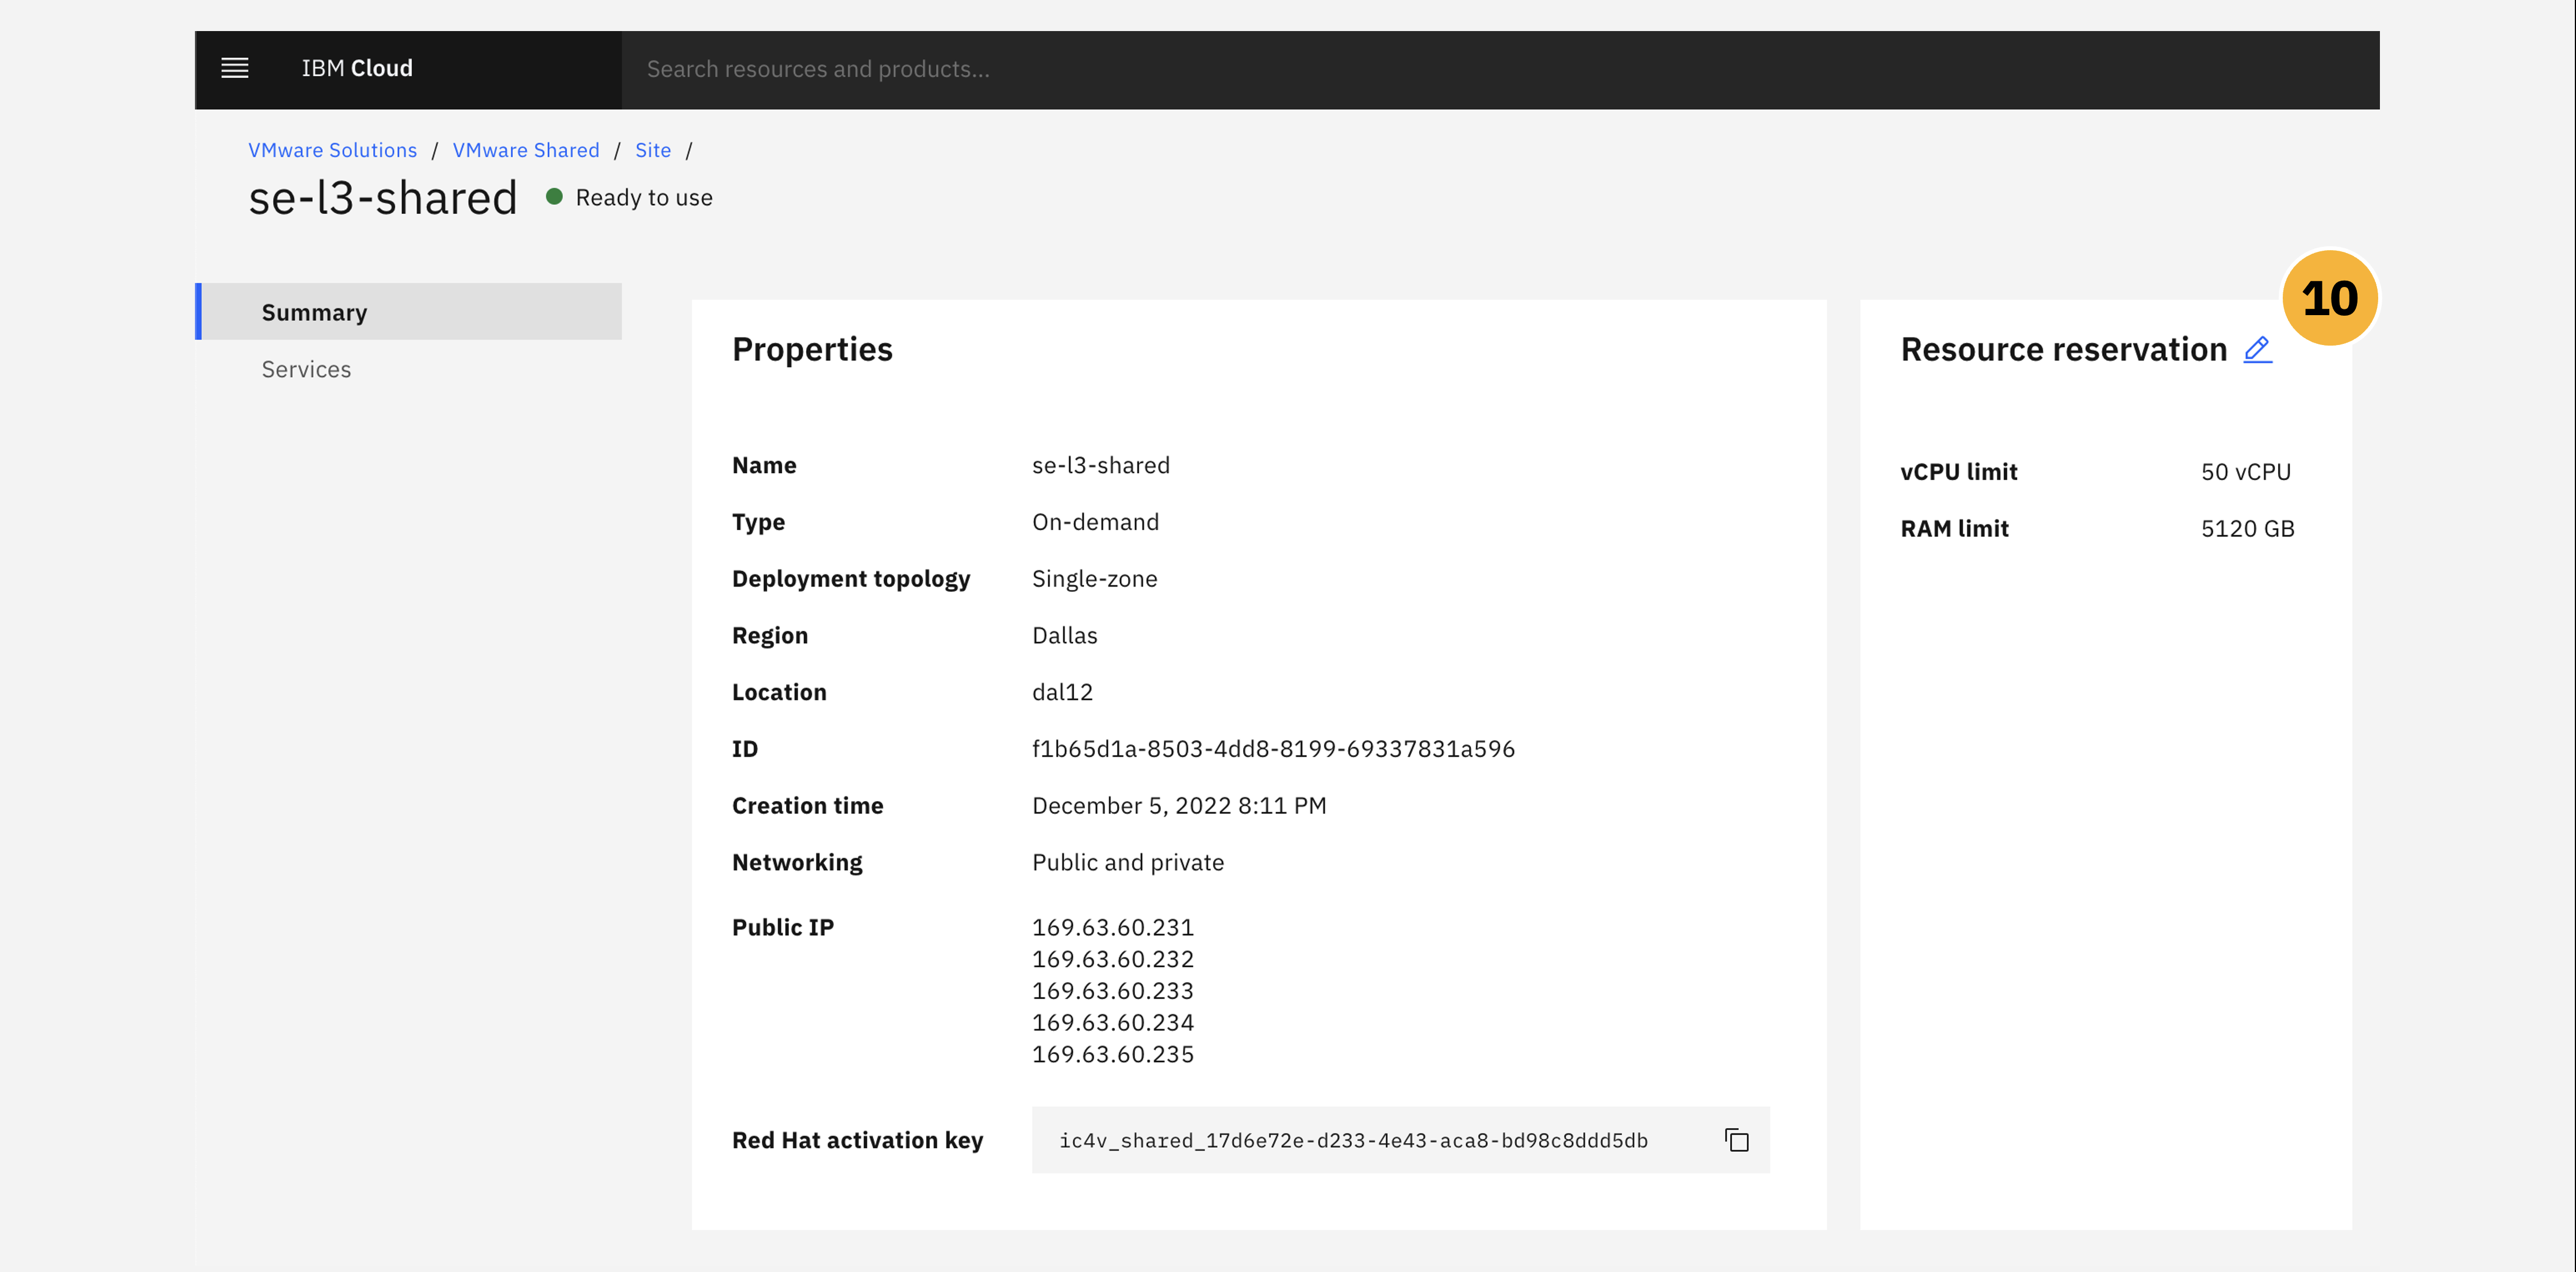 IBM Cloud
Search resources and products...
VMware Solutions / VMware Shared / Site /
se-l3-shared Ready to use
Summary
Services
Properties
Name se-l3-shared
Type On-demand
Deployment topology Single-zone
Region Dallas
Location dal12
ID f1b65d1a-8503-4dd8-8199-69337831a596
Creation time December 5, 2022 8:11 PM
Networking Public and private
Public IP 169.63.60.231
169.63.60.232
169.63.60.233
169.63.60.234
169.63.60.235
Red Hat activation key ic4v_shared_17d6e72e-d233-4e43-aca8-bd98c8ddd5db
10
Resource reservation
vCPU limit 50 vCPU
RAM limit 5120 GB